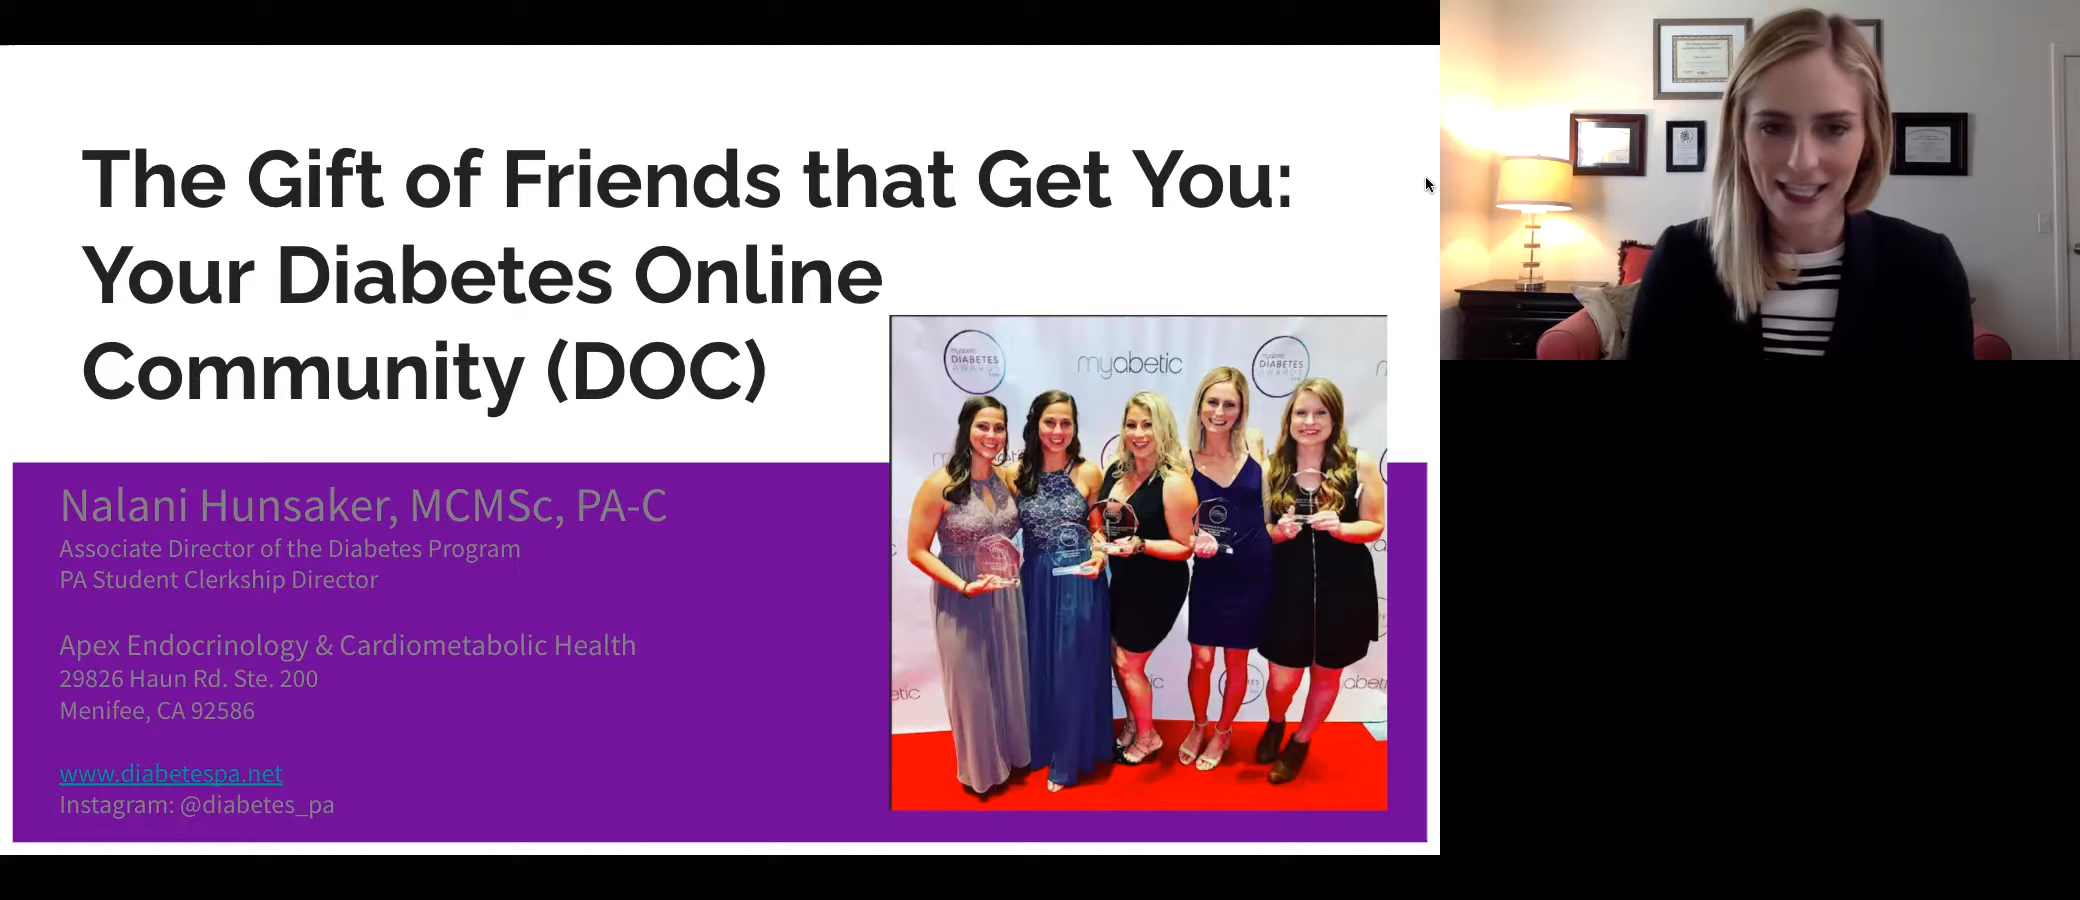 The Gift of Friends that Get You:
Your Diabetes Online
Community (DOC)
Nalani Hunsaker, MCMSc, PA-C
Associate Director of the Diabetes Program
PA Student Clerkship Director
Apex Endocrinology & Cardiometabolic Health
29826 Haun Rd. Ste. 200
Menifee, CA 92586
www.diabetespa.net
Instagram: @diabetes_pa
myabetic
DIABETES
AWARDS
myabetic
myabetic
DIABETES
AWARDS